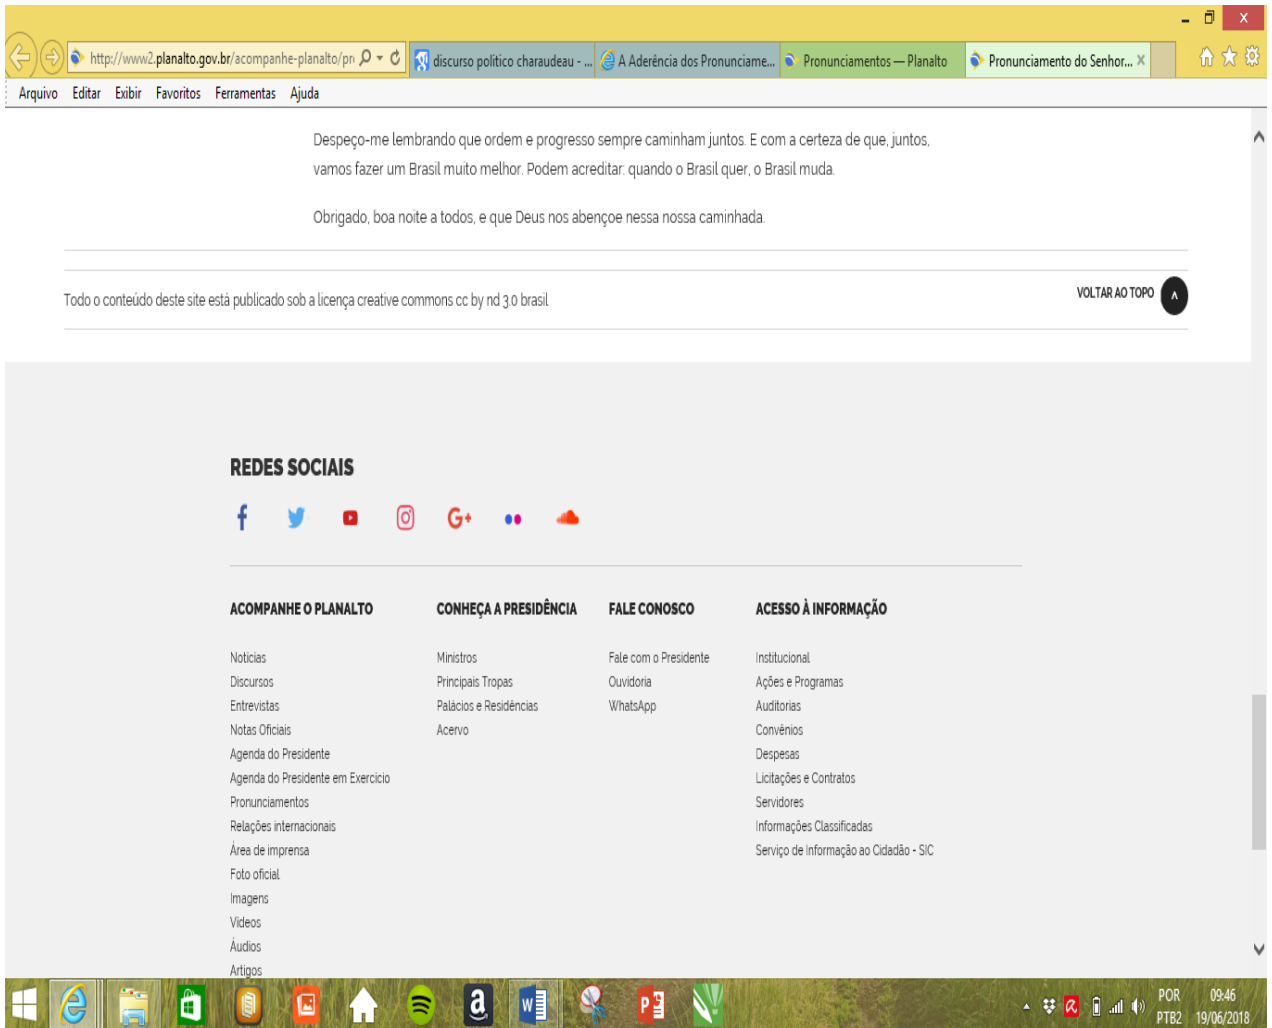 http://www2.planalto.gov.br/acompanhe-planalto/pr
discurso politico charaudeau - ...
A Aderência dos Pronunciame...
Pronunciamentos — Planalto
Pronunciamento do Senhor...
Arquivo Editar Exibir Favoritos Ferramentas Ajuda
Despeço-me lembrando que ordem e progresso sempre caminham juntos. E com a certeza de que, juntos,
vamos fazer um Brasil muito melhor. Podem acreditar: quando o Brasil quer, o Brasil muda.
Obrigado, boa noite a todos, e que Deus nos abençoe nessa nossa caminhada.
Todo o conteúdo deste site está publicado sob a licença creative commons cc by nd 3.0 brasil
VOLTAR AO TOPO
REDES SOCIAIS
ACOMPANHE O PLANALTO
Notícias
Discursos
Entrevistas
Notas Oficiais
Agenda do Presidente
Agenda do Presidente em Exercício
Pronunciamentos
Relações internacionais
Área de imprensa
Foto oficial
Imagens
Vídeos
Áudios
Artigos
CONHEÇA A PRESIDÊNCIA
Ministros
Principais Tropas
Palácios e Residências
Acervo
FALE CONOSCO
Fale com o Presidente
Ouvidoria
WhatsApp
ACESSO À INFORMAÇÃO
Institucional
Ações e Programas
Auditorias
Convênios
Despesas
Licitações e Contratos
Servidores
Informações Classificadas
Serviço de Informação ao Cidadão - SIC
POR
PTB2
09:46
19/06/2018